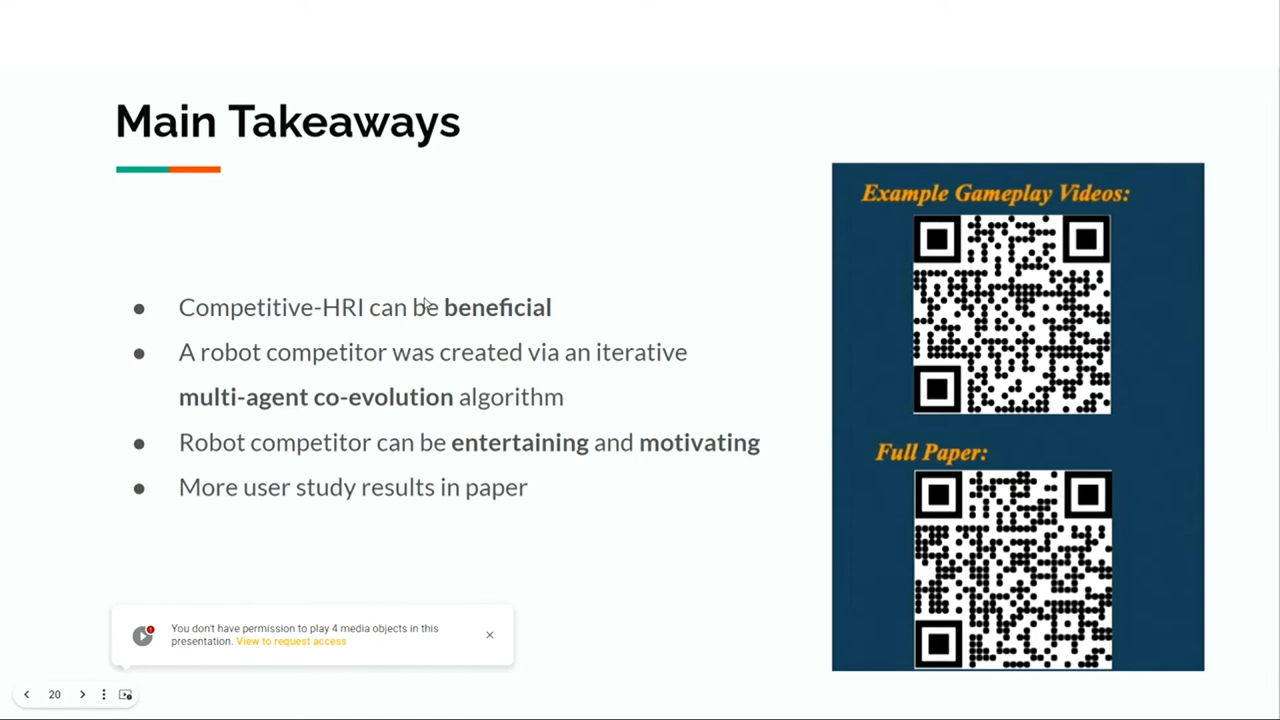 Main Takeaways
● Competitive-HRI can be beneficial
● A robot competitor was created via an iterative
multi-agent co-evolution algorithm
● Robot competitor can be entertaining and motivating
● More user study results in paper
Example Gameplay Videos:
Full Paper:
You don't have permission to play 4 media objects in this
presentation. View to request access
20